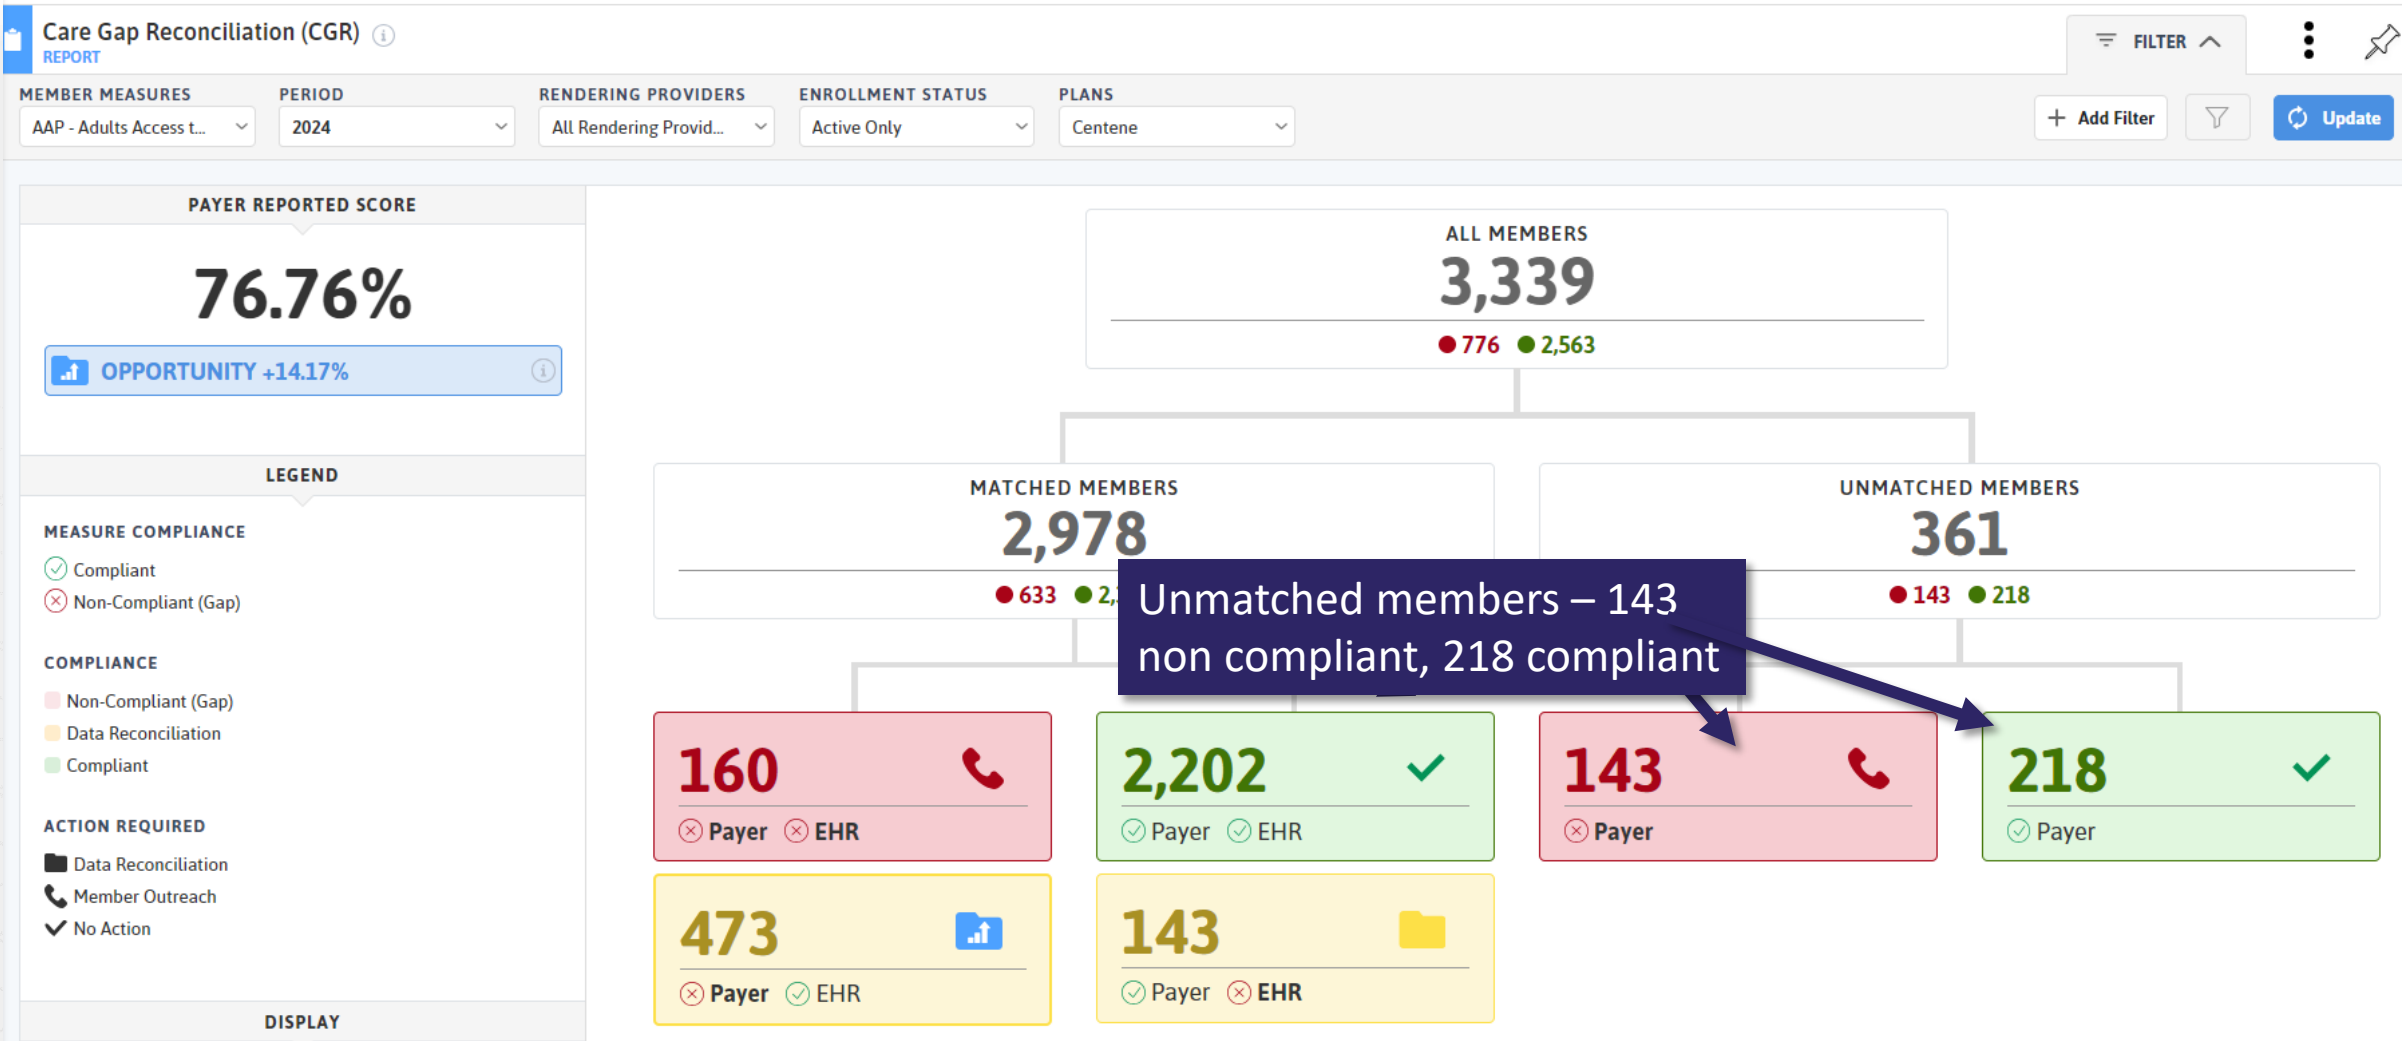 Care Gap Reconciliation (CGR)
REPORT
FILTER
MEMBER MEASURES
AAP - Adults Access t...
PERIOD
2024
RENDERING PROVIDERS
All Rendering Provid...
ENROLLMENT STATUS
Active Only
PLANS
Centene
+ Add Filter
Update
PAYER REPORTED SCORE
76.76%
OPPORTUNITY +14.17%
LEGEND
MEASURE COMPLIANCE
Compliant
Non-Compliant (Gap)
COMPLIANCE
Non-Compliant (Gap)
Data Reconciliation
Compliant
ACTION REQUIRED
Data Reconciliation
Member Outreach
No Action
DISPLAY
ALL MEMBERS
3,339
776 2,563
MATCHED MEMBERS
2,978
633 2,
UNMATCHED MEMBERS
361
143 218
Unmatched members – 143
non compliant, 218 compliant
160
Payer EHR
2,202
Payer EHR
143
Payer
218
Payer
473
Payer EHR
143
Payer EHR